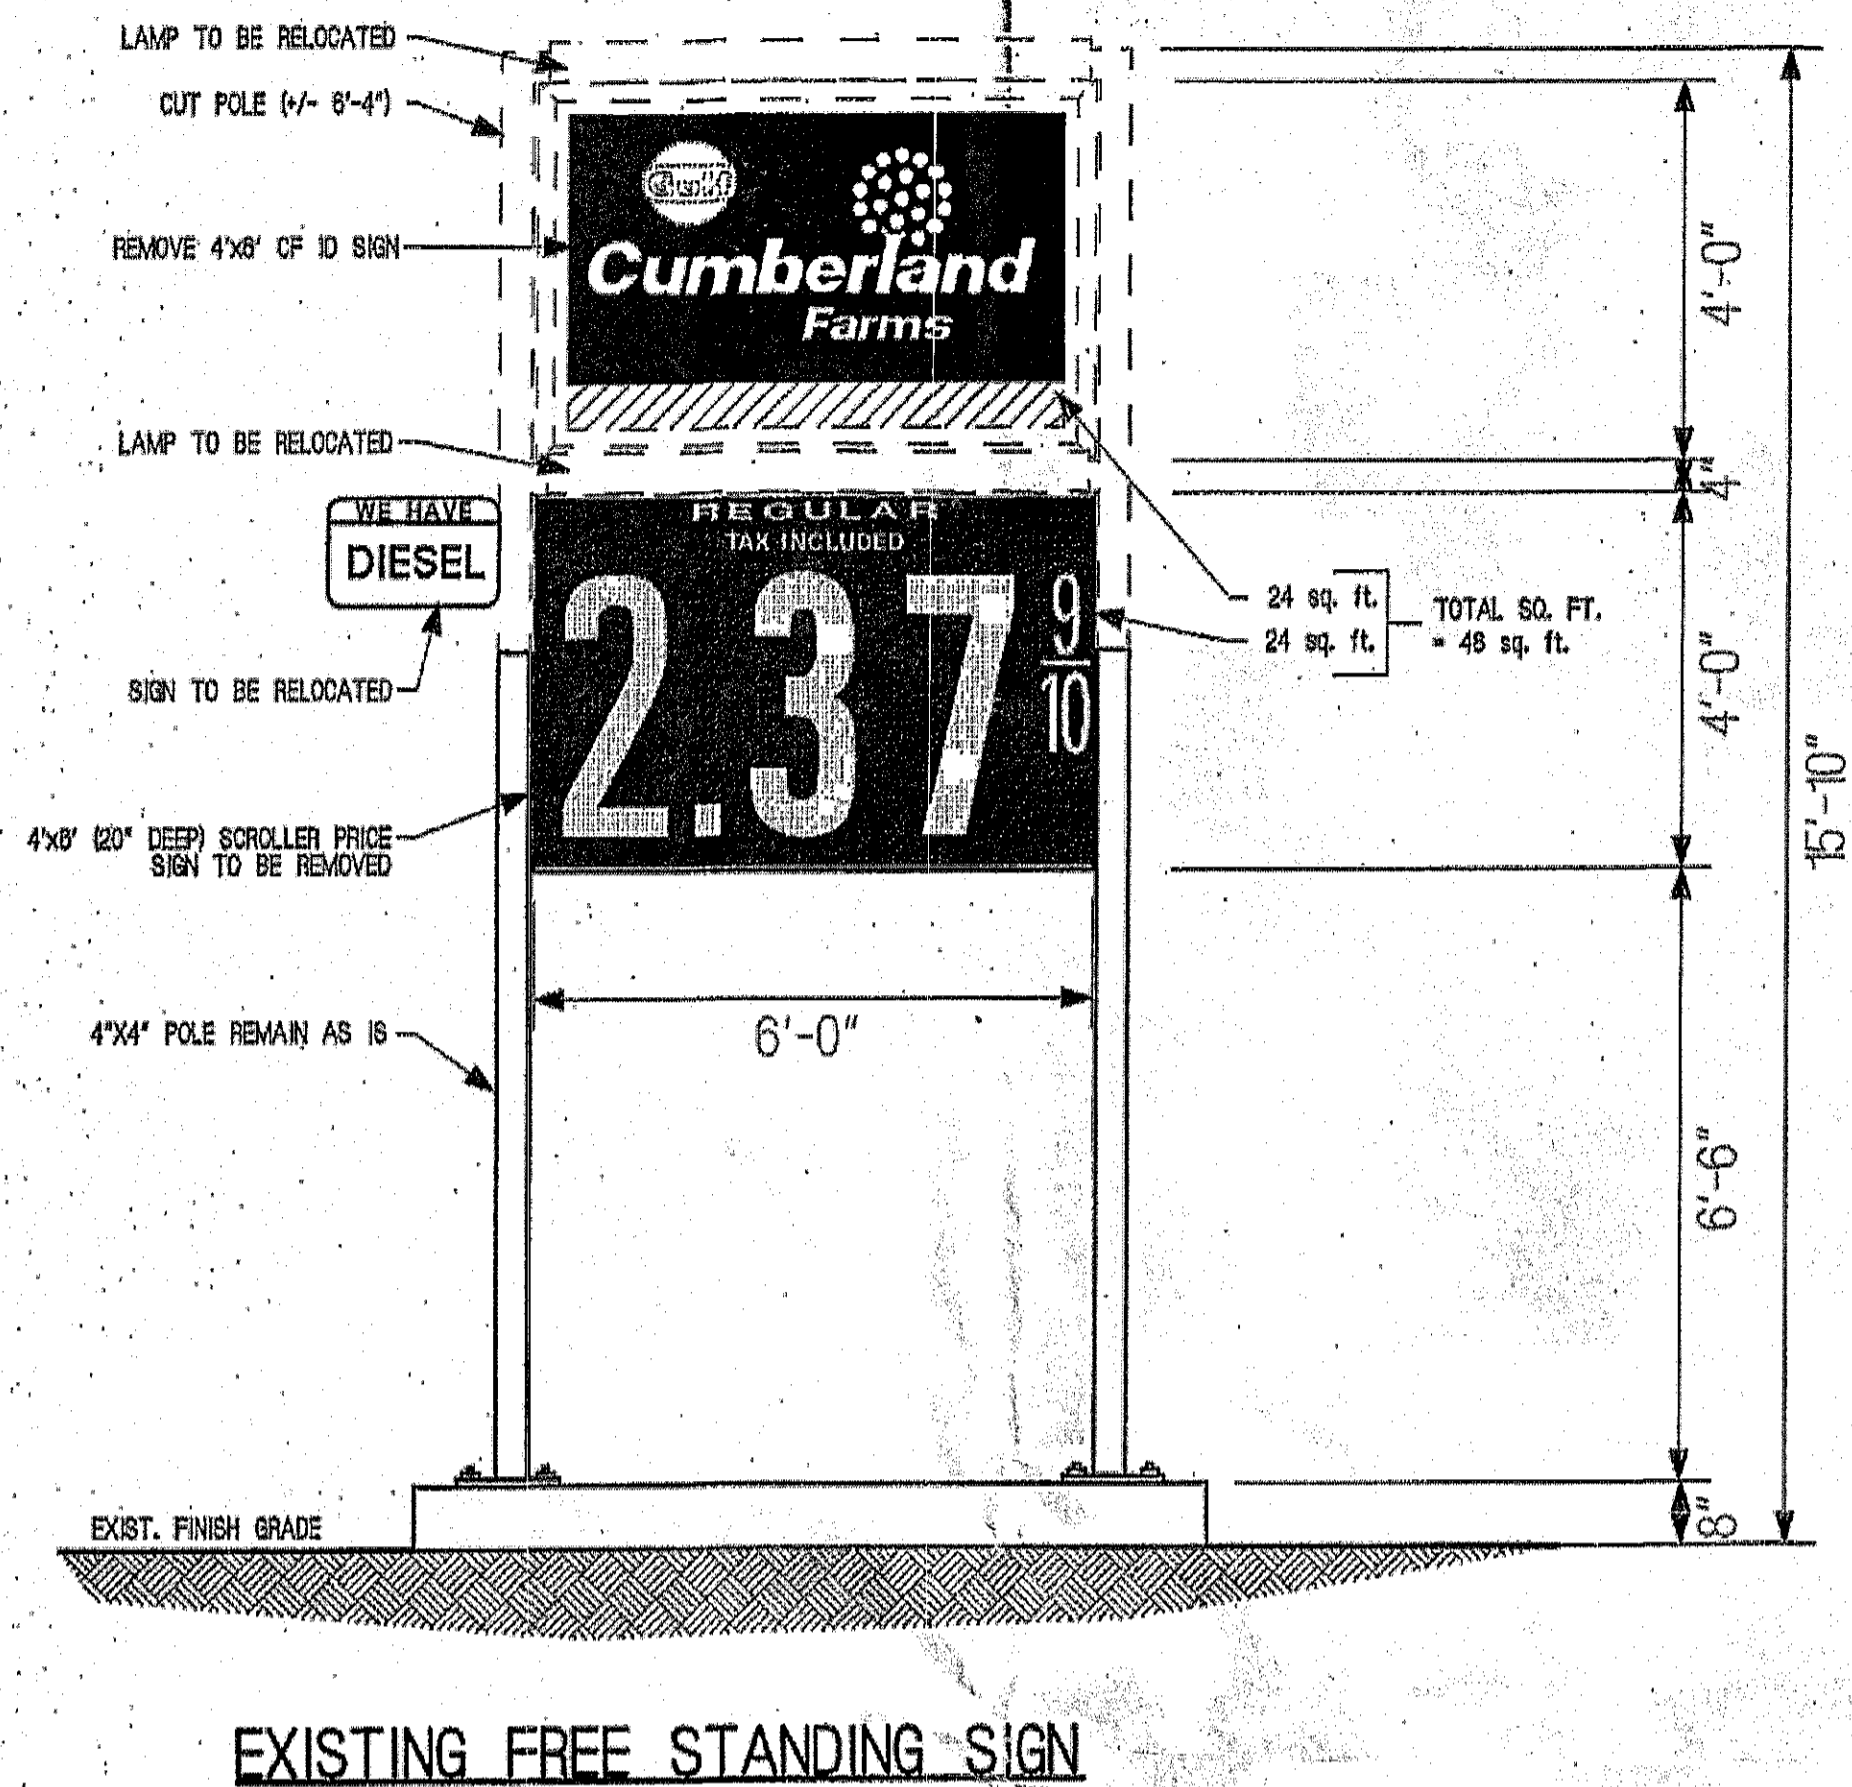 LAMP TO BE RELOCATED
CUT POLE (+/- 6'-4")
REMOVE 4'x6' CF ID SIGN
Gulf
Cumberland
Farms
LAMP TO BE RELOCATED
WE HAVE
DIESEL
SIGN TO BE RELOCATED
REGULAR
TAX INCLUDED
2.37 9/10
24 sq. ft.
24 sq. ft.
TOTAL SQ. FT.
= 48 sq. ft.
4'x6' (20" DEEP) SCROLLER PRICE
SIGN TO BE REMOVED
4"X4" POLE REMAIN AS IS
6'-0"
4'-0"
4"
4'-0"
6'-6"
8"
15'-10"
EXIST. FINISH GRADE
EXISTING FREE STANDING SIGN